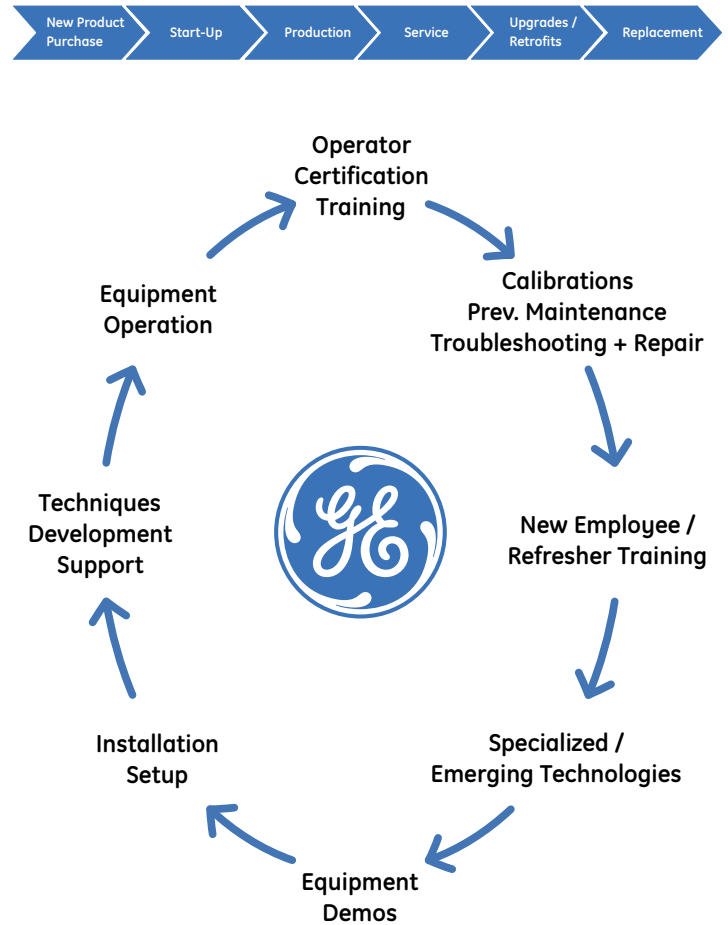 New Product
Purchase
Start-Up
Production
Service
Upgrades /
Retrofits
Replacement
Operator
Certification
Training
Calibrations
Prev. Maintenance
Troubleshooting + Repair
New Employee /
Refresher Training
Specialized /
Emerging Technologies
Equipment
Demos
Installation
Setup
Techniques
Development
Support
Equipment
Operation
GE